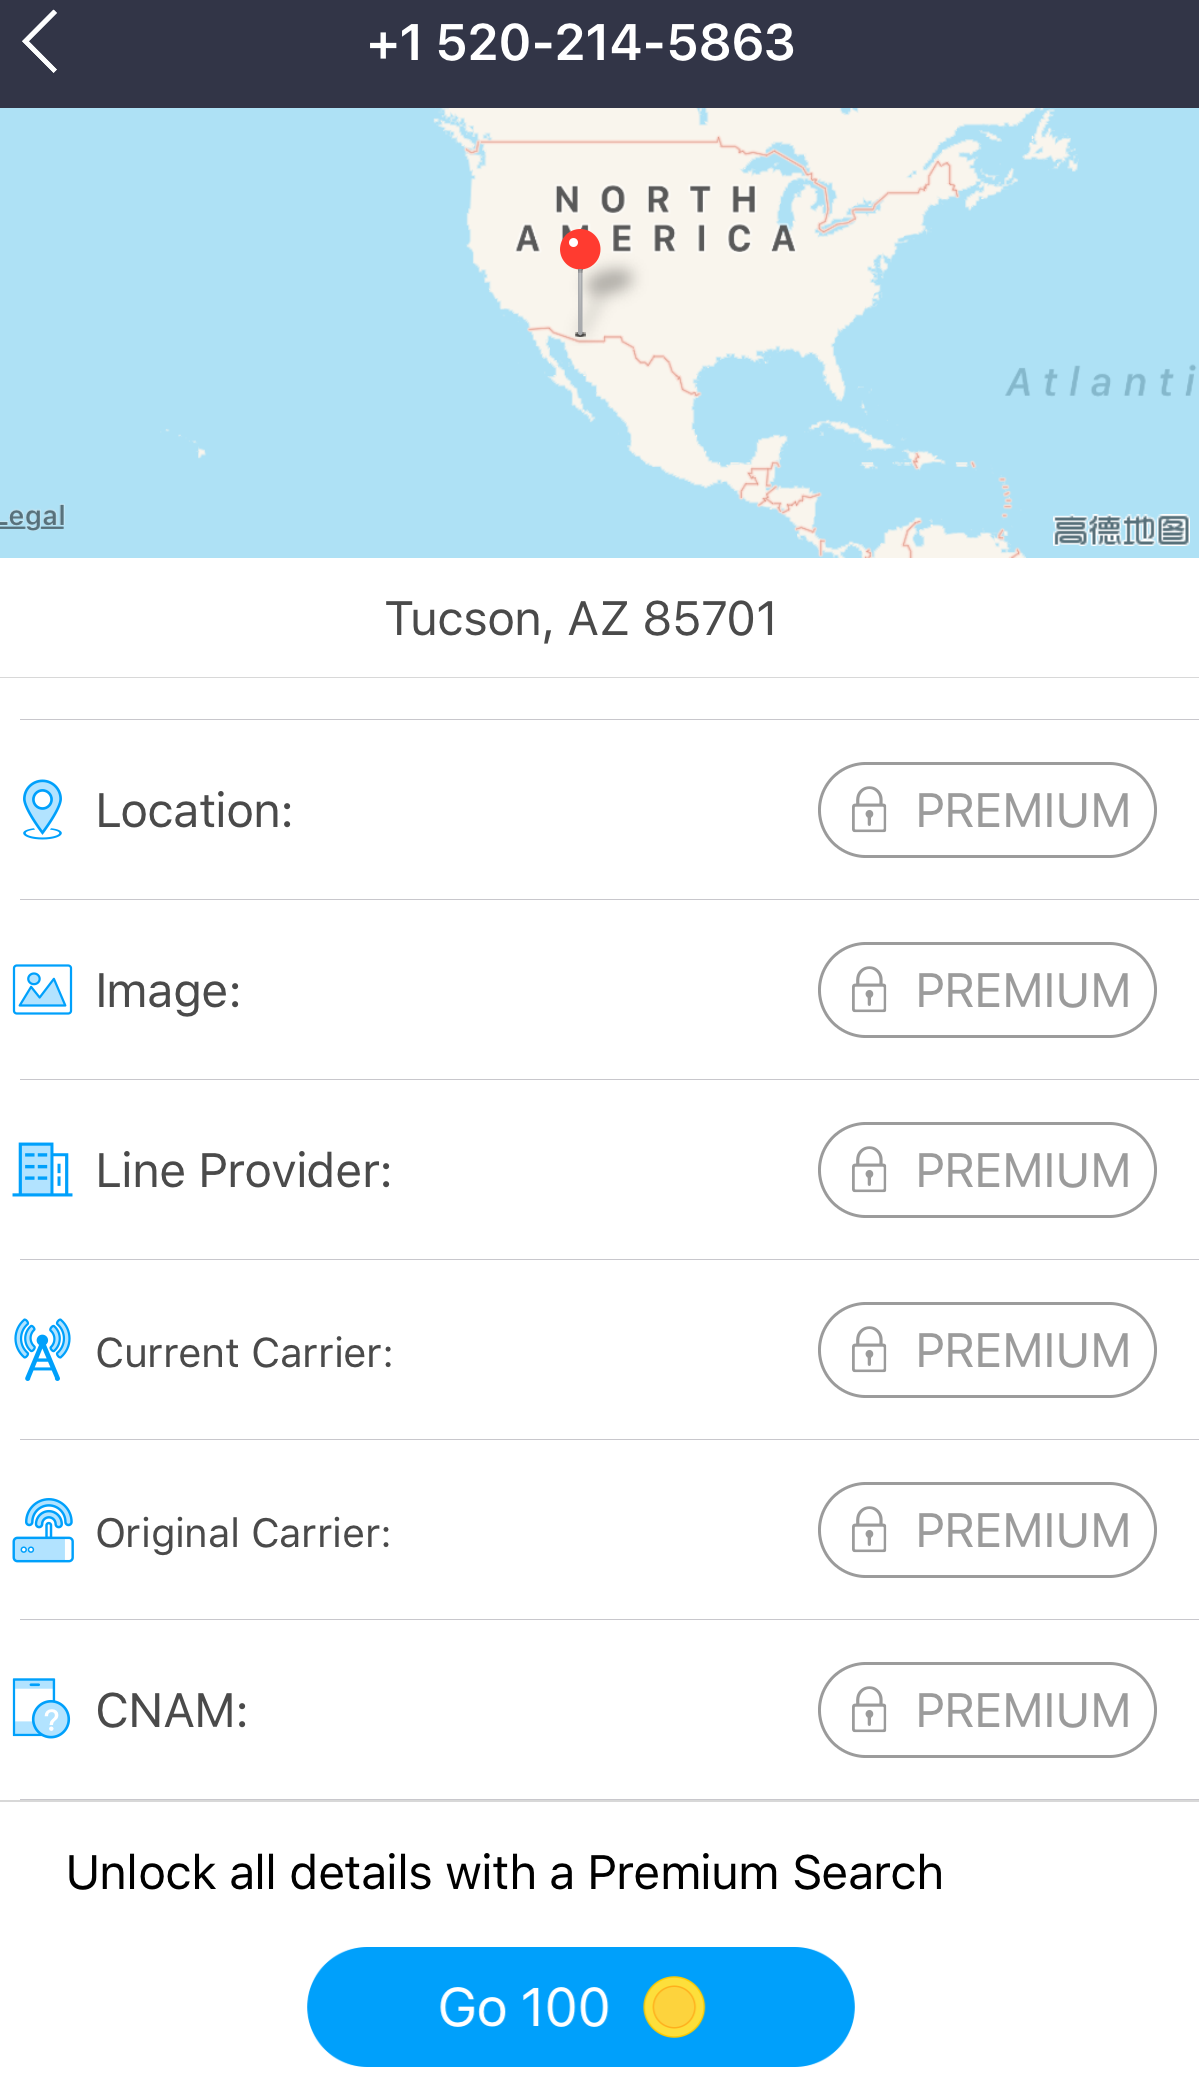 +1 520-214-5863
NORTH
AMERICA
Atlanti
Legal
高德地图
Tucson, AZ 85701
Location:
PREMIUM
Image:
PREMIUM
Line Provider:
PREMIUM
Current Carrier:
PREMIUM
Original Carrier:
PREMIUM
?
CNAM:
PREMIUM
Unlock all details with a Premium Search
Go 100